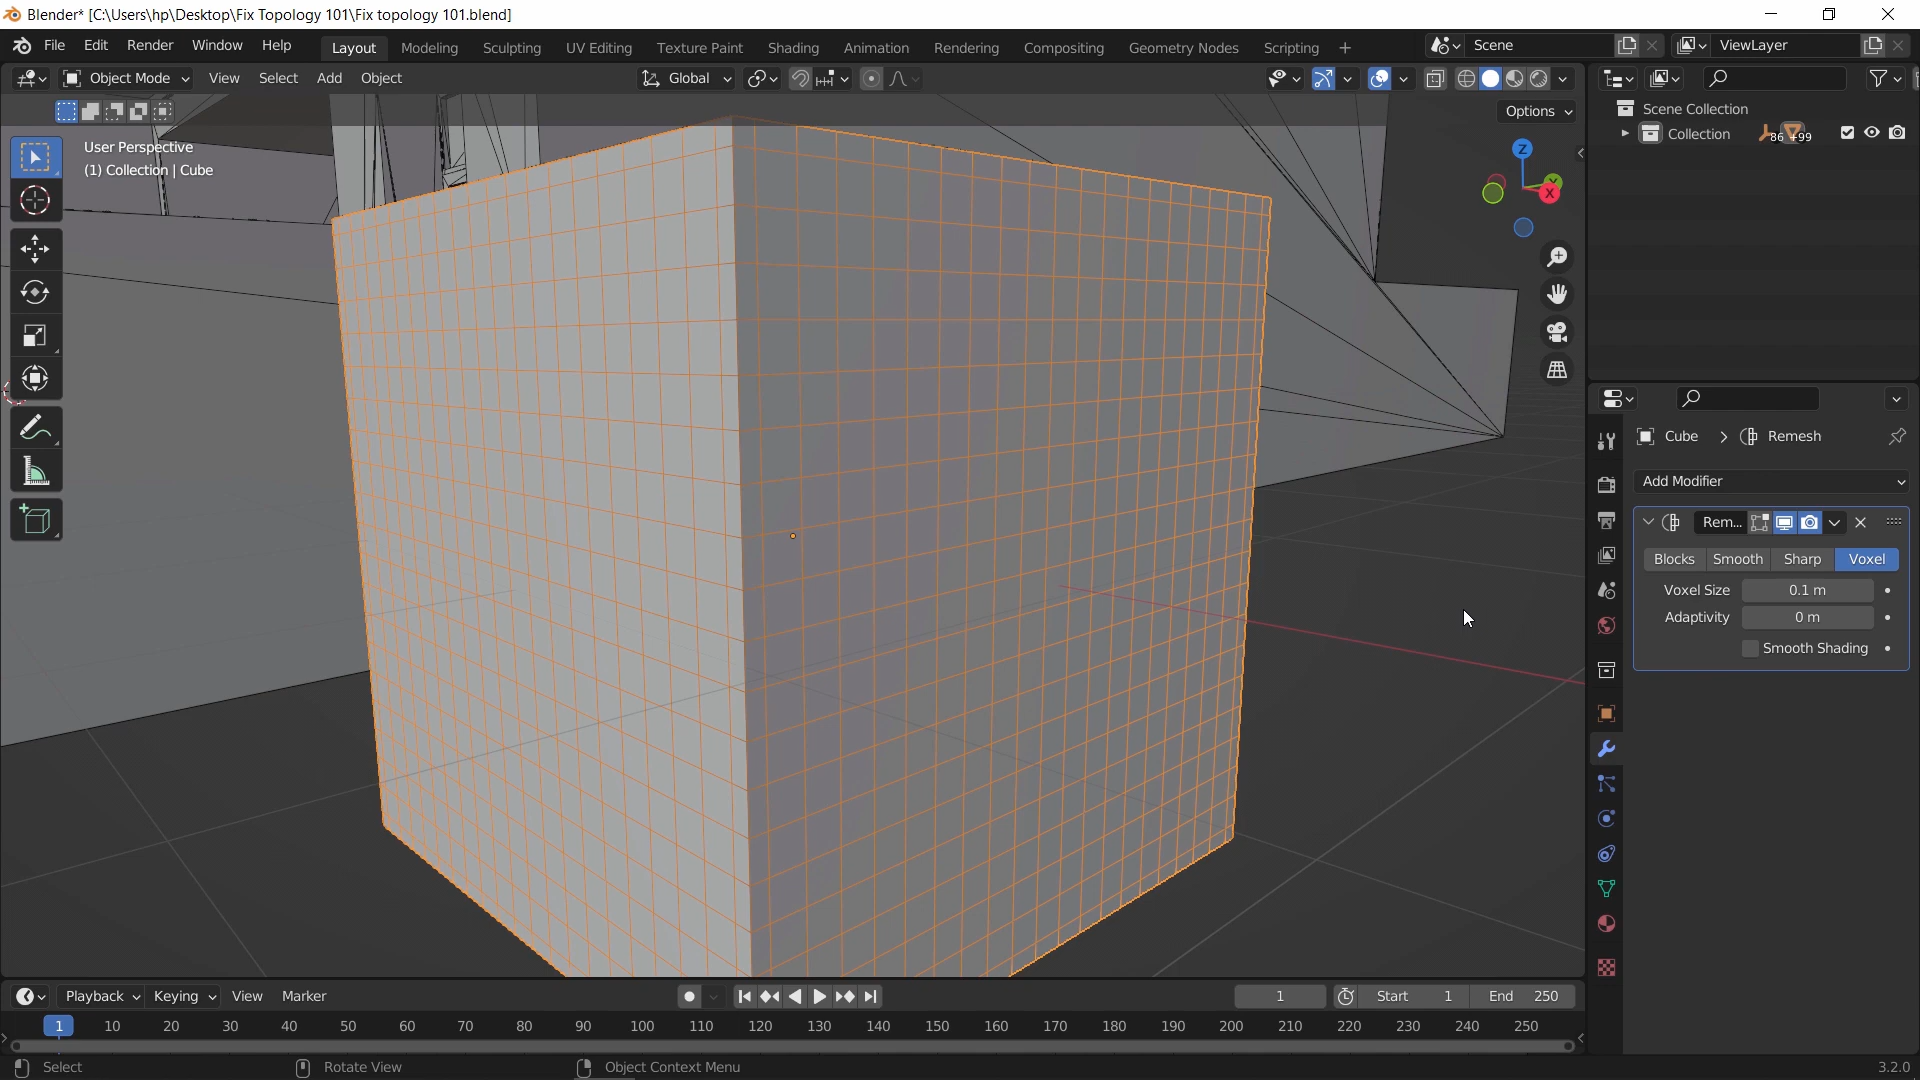 Blender* [C:\Users\hp\Desktop\Fix Topology 101\Fix topology 101.blend]
File Edit Render Window Help Layout Modeling Sculpting UV Editing Texture Paint Shading Animation Rendering Compositing Geometry Nodes Scripting + Scene ViewLayer
Object Mode View Select Add Object Global
Options
User Perspective
(1) Collection | Cube
Z
Y
X
Scene Collection
Collection 86 +99
Cube > Remesh
Add Modifier
Rem...
Blocks Smooth Sharp Voxel
Voxel Size 0.1 m
Adaptivity 0 m
Smooth Shading
Playback Keying View Marker 1 Start 1 End 250
1 10 20 30 40 50 60 70 80 90 100 110 120 130 140 150 160 170 180 190 200 210 220 230 240 250
Select Rotate View Object Context Menu 3.2.0